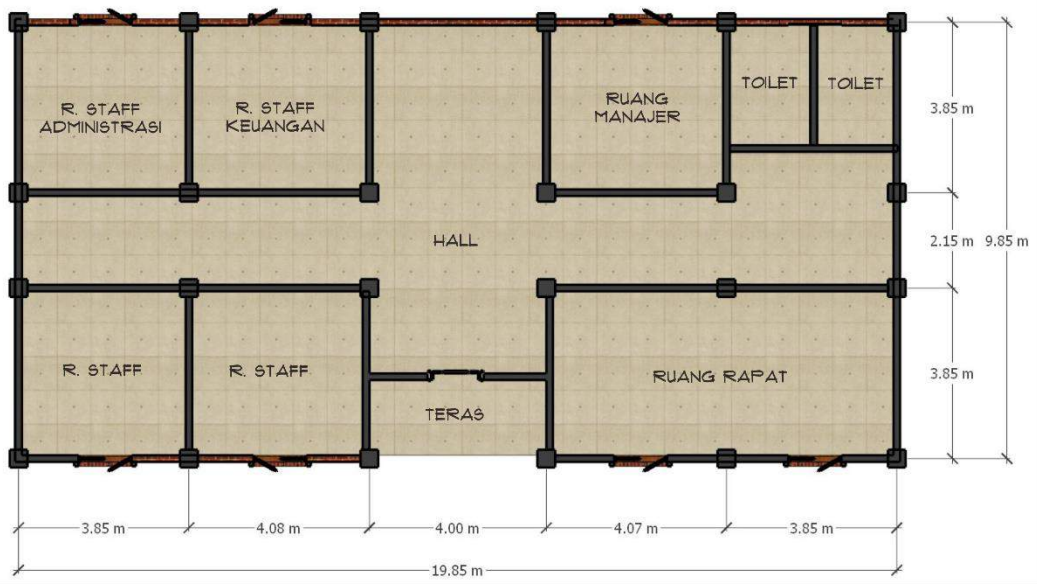 R. STAFF
ADMINISTRASI
R. STAFF
KEUANGAN
RUANG
MANAJER
TOILET
TOILET
3.85 m
HALL
2.15 m
9.85 m
R. STAFF
R. STAFF
TERAS
RUANG RAPAT
3.85 m
3.85 m
4.08 m
4.00 m
4.07 m
3.85 m
19.85 m